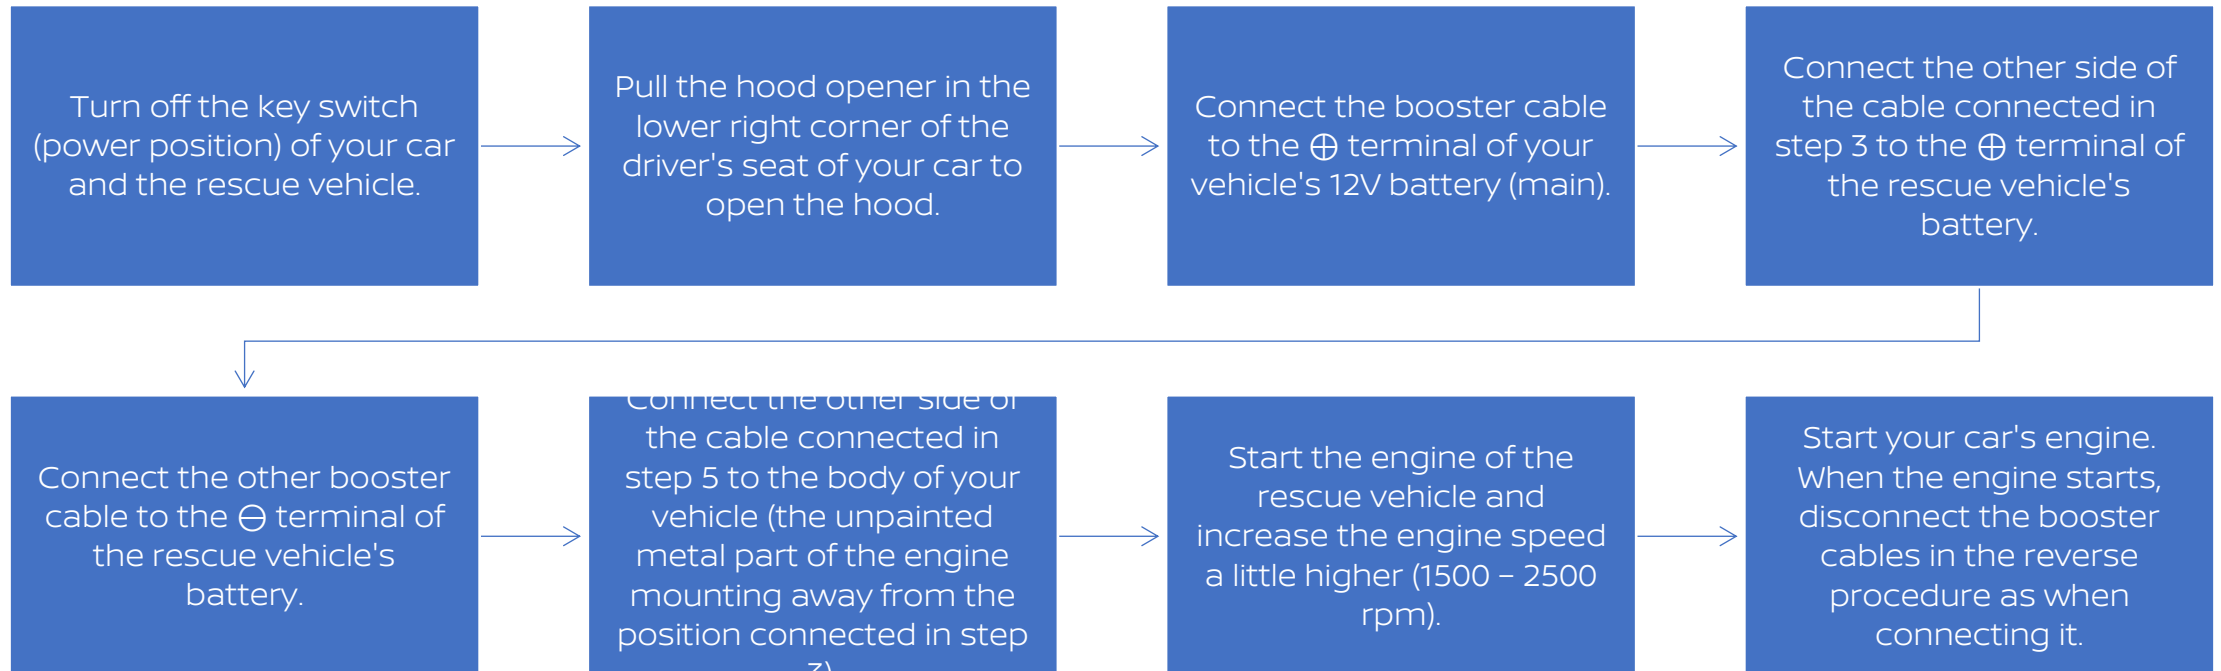 Turn off the key switch
(power position) of your car
and the rescue vehicle.
Pull the hood opener in the
lower right corner of the
driver's seat of your car to
open the hood.
Connect the booster cable
to the ⊕ terminal of your
vehicle's 12V battery (main).
Connect the other side of
the cable connected in
step 3 to the ⊕ terminal of
the rescue vehicle's
battery.
Connect the other booster
cable to the ⊖ terminal of
the rescue vehicle's
battery.
Connect the other side of
the cable connected in
step 5 to the body of your
vehicle (the unpainted
metal part of the engine
mounting away from the
position connected in step
3)
Start the engine of the
rescue vehicle and
increase the engine speed
a little higher (1500 – 2500
rpm).
Start your car's engine.
When the engine starts,
disconnect the booster
cables in the reverse
procedure as when
connecting it.